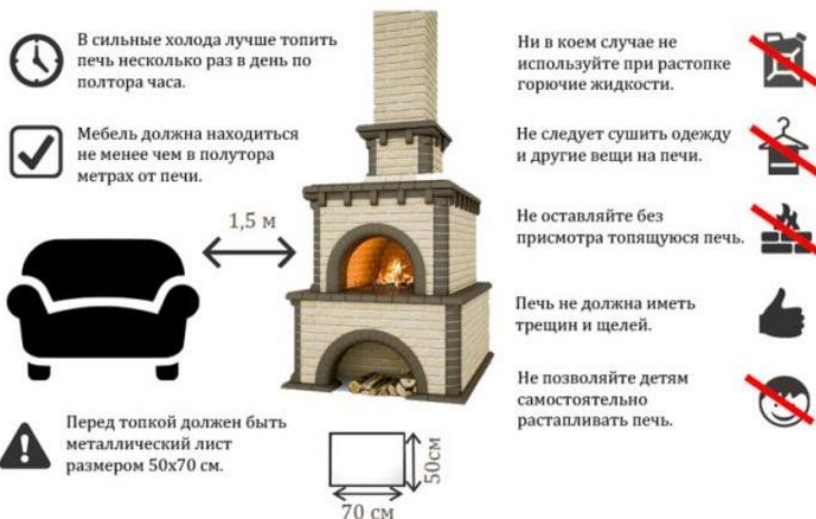 В сильные холода лучше топить
печь несколько раз в день по
полтора часа.
Мебель должна находиться
не менее чем в полутора
метрах от печи.
1,5 м
Перед топкой должен быть
металлический лист
размером 50х70 см.
50см
70 см
Ни в коем случае не
используйте при растопке
горючие жидкости.
Не следует сушить одежду
и другие вещи на печи.
Не оставляйте без
присмотра топящуюся печь.
Печь не должна иметь
трещин и щелей.
Не позволяйте детям
самостоятельно
растапливать печь.